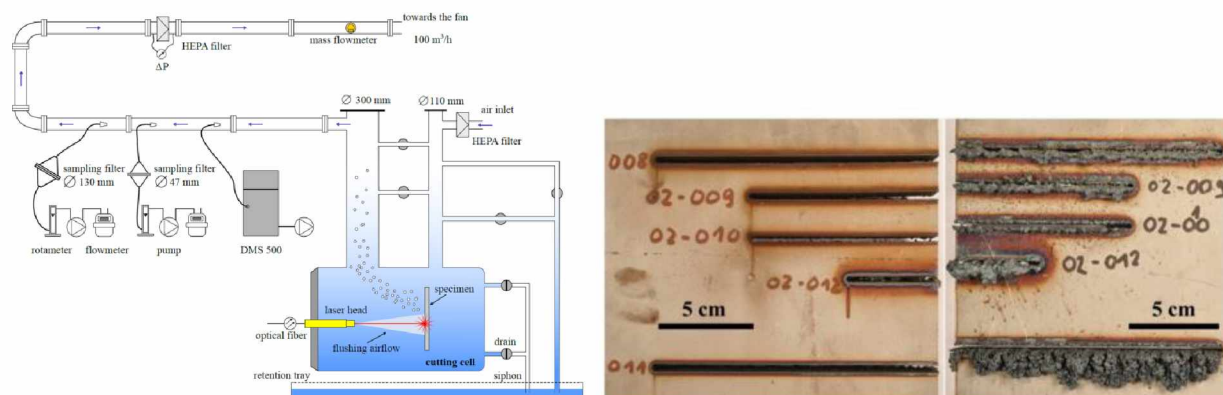 towards the fan
HEPA filter
mass flowmeter
100 m³/h
ΔP
Ø 300 mm
Ø110 mm
air inlet
HEPA filter
sampling filter
Ø 130 mm
sampling filter
Ø 47 mm
rotameter
flowmeter
pump
DMS 500
specimen
laser head
optical fiber
flushing airflow
drain
cutting cell
retention tray
siphon
008
02-009
02-010
02-012
5 cm
011
02-009
02-010
02-012
5 cm